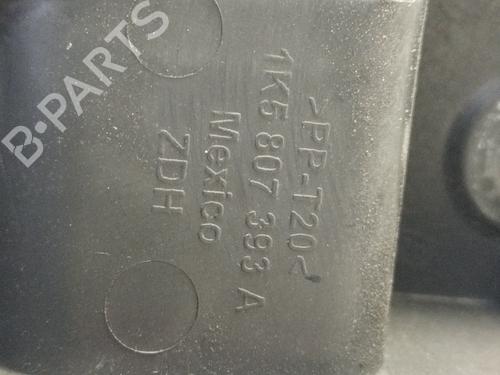 B-PARTS
>PP-T20<
1K5 807 393 A
Mexico
ZDH